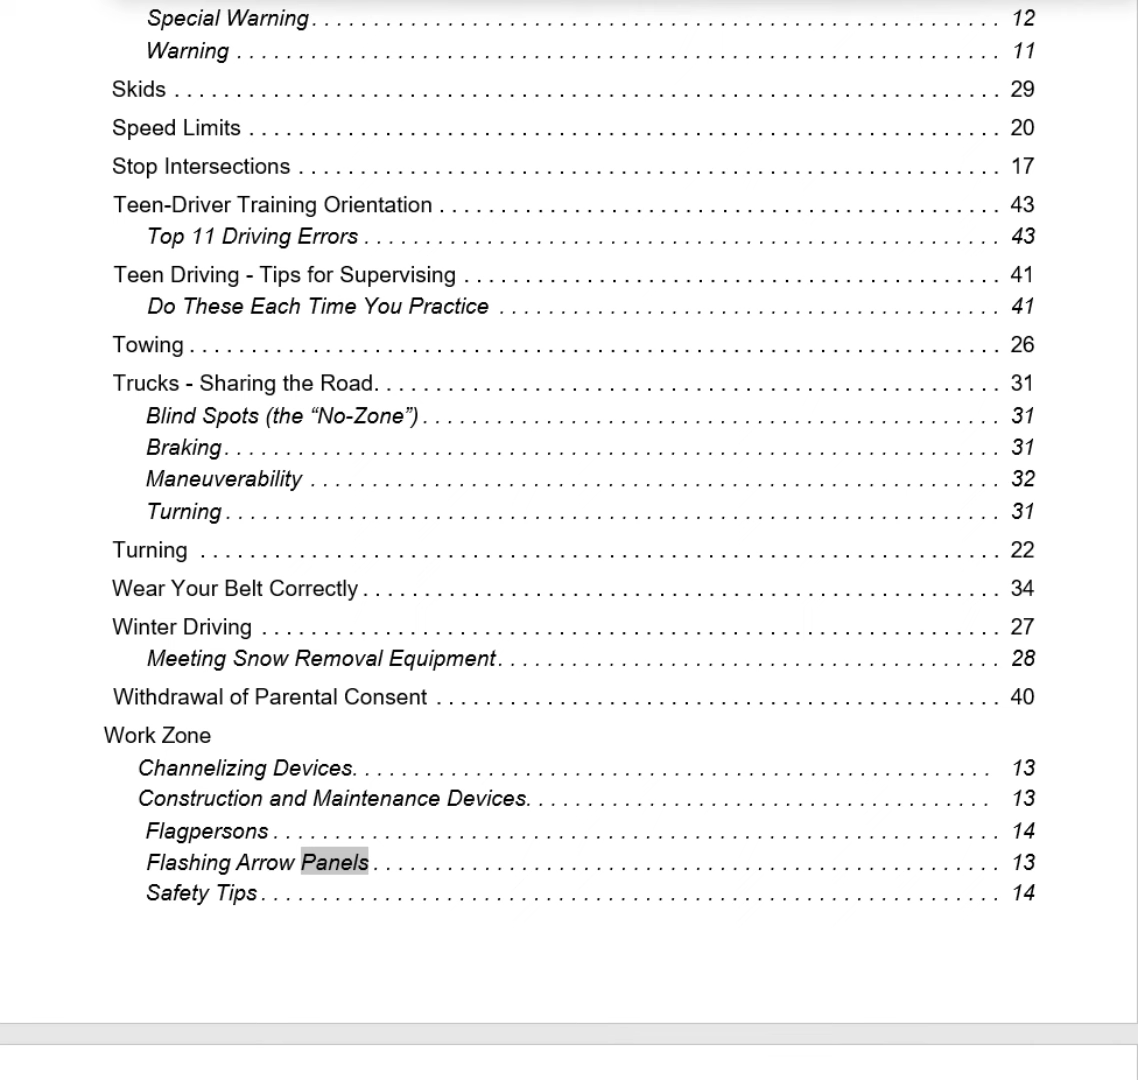 Special Warning. . . . . . . . . . . . . . . . . . . . . . . . . . . . . . . . . . . . . . . . . . . . . . . . . . . . . . . . 12
Warning . . . . . . . . . . . . . . . . . . . . . . . . . . . . . . . . . . . . . . . . . . . . . . . . . . . . . . . . . . . . . . 11
Skids . . . . . . . . . . . . . . . . . . . . . . . . . . . . . . . . . . . . . . . . . . . . . . . . . . . . . . . . . . . . . . . . . . . 29
Speed Limits . . . . . . . . . . . . . . . . . . . . . . . . . . . . . . . . . . . . . . . . . . . . . . . . . . . . . . . . . . . . . 20
Stop Intersections . . . . . . . . . . . . . . . . . . . . . . . . . . . . . . . . . . . . . . . . . . . . . . . . . . . . . . . . . 17
Teen-Driver Training Orientation . . . . . . . . . . . . . . . . . . . . . . . . . . . . . . . . . . . . . . . . . . . . . . 43
Top 11 Driving Errors . . . . . . . . . . . . . . . . . . . . . . . . . . . . . . . . . . . . . . . . . . . . . . . . . . . . 43
Teen Driving - Tips for Supervising . . . . . . . . . . . . . . . . . . . . . . . . . . . . . . . . . . . . . . . . . . . . 41
Do These Each Time You Practice . . . . . . . . . . . . . . . . . . . . . . . . . . . . . . . . . . . . . . . . . 41
Towing . . . . . . . . . . . . . . . . . . . . . . . . . . . . . . . . . . . . . . . . . . . . . . . . . . . . . . . . . . . . . . . . . . 26
Trucks - Sharing the Road. . . . . . . . . . . . . . . . . . . . . . . . . . . . . . . . . . . . . . . . . . . . . . . . . . . 31
Blind Spots (the “No-Zone”) . . . . . . . . . . . . . . . . . . . . . . . . . . . . . . . . . . . . . . . . . . . . . . . 31
Braking. . . . . . . . . . . . . . . . . . . . . . . . . . . . . . . . . . . . . . . . . . . . . . . . . . . . . . . . . . . . . . . 31
Maneuverability . . . . . . . . . . . . . . . . . . . . . . . . . . . . . . . . . . . . . . . . . . . . . . . . . . . . . . . . 32
Turning . . . . . . . . . . . . . . . . . . . . . . . . . . . . . . . . . . . . . . . . . . . . . . . . . . . . . . . . . . . . . . . 31
Turning . . . . . . . . . . . . . . . . . . . . . . . . . . . . . . . . . . . . . . . . . . . . . . . . . . . . . . . . . . . . . . . . . 22
Wear Your Belt Correctly . . . . . . . . . . . . . . . . . . . . . . . . . . . . . . . . . . . . . . . . . . . . . . . . . . . . 34
Winter Driving . . . . . . . . . . . . . . . . . . . . . . . . . . . . . . . . . . . . . . . . . . . . . . . . . . . . . . . . . . . . 27
Meeting Snow Removal Equipment. . . . . . . . . . . . . . . . . . . . . . . . . . . . . . . . . . . . . . . . . 28
Withdrawal of Parental Consent . . . . . . . . . . . . . . . . . . . . . . . . . . . . . . . . . . . . . . . . . . . . . . 40
Work Zone
Channelizing Devices. . . . . . . . . . . . . . . . . . . . . . . . . . . . . . . . . . . . . . . . . . . . . . . . . . . . 13
Construction and Maintenance Devices. . . . . . . . . . . . . . . . . . . . . . . . . . . . . . . . . . . . . . 13
Flagpersons . . . . . . . . . . . . . . . . . . . . . . . . . . . . . . . . . . . . . . . . . . . . . . . . . . . . . . . . . . . 14
Flashing Arrow Panels . . . . . . . . . . . . . . . . . . . . . . . . . . . . . . . . . . . . . . . . . . . . . . . . . . . 13
Safety Tips . . . . . . . . . . . . . . . . . . . . . . . . . . . . . . . . . . . . . . . . . . . . . . . . . . . . . . . . . . . . 14